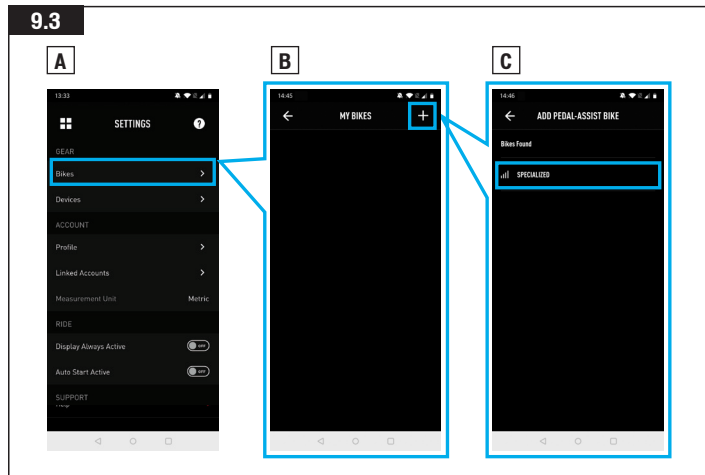 9.3
A
B
C
13:33
SETTINGS
?
GEAR
Bikes
Devices
ACCOUNT
Profile
Linked Accounts
Measurement Unit Metric
RIDE
Display Always Active OFF
Auto Start Active OFF
SUPPORT
14:45
MY BIKES
14:46
ADD PEDAL-ASSIST BIKE
Bikes Found
SPECIALIZED